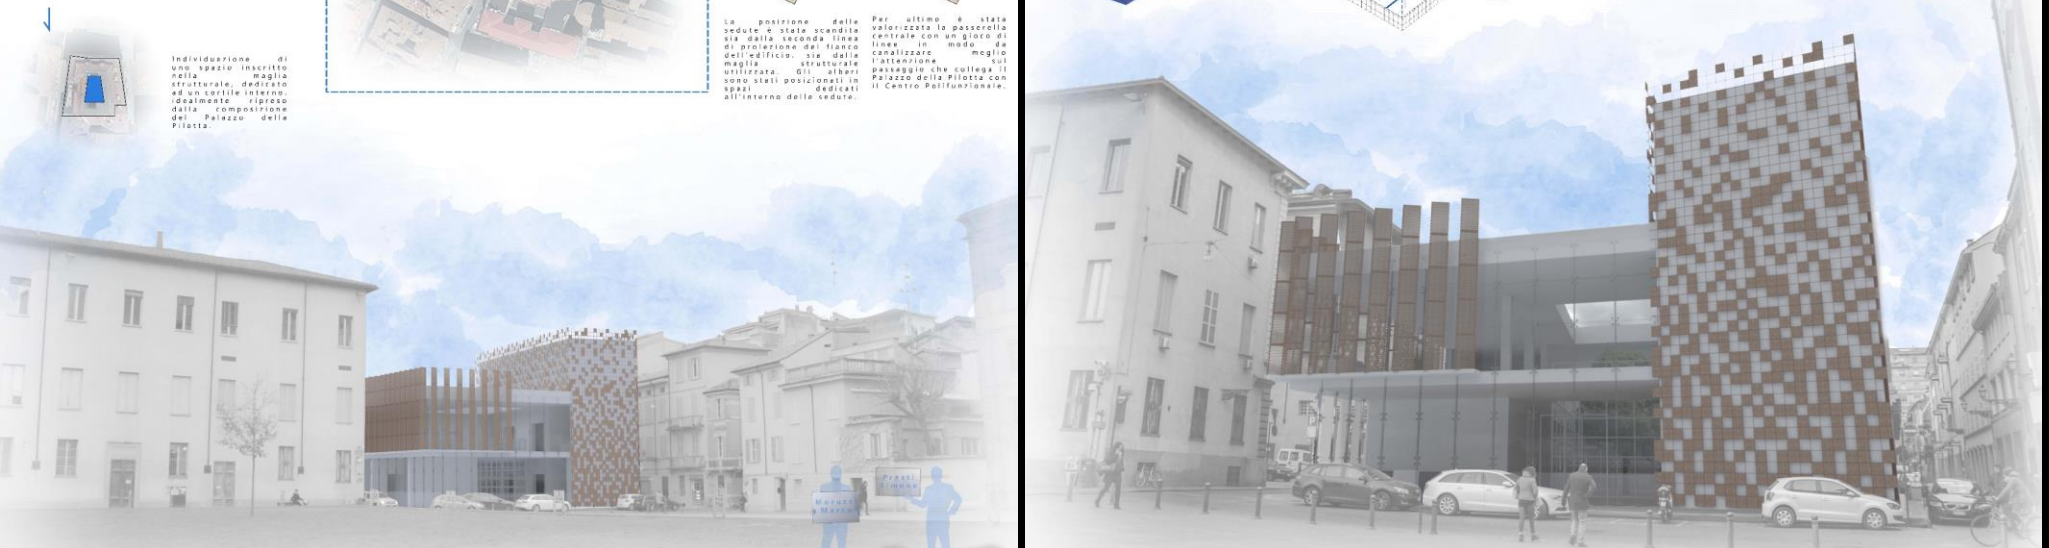 Individuazione di
uno spazio inscritto
nella maglia
strutturale, dedicato
ad un cortile interno,
idealmente ripreso
dalla composizione
del Palazzo della
Pilotta.
La posizione delle
sedute è stata scandita
sia dalla seconda linea
di proiezione del fianco
dell'edificio, sia dalla
maglia strutturale
utilizzata. Gli alberi
sono stati posizionati in
spazi dedicati
all'interno delle sedute.
Per ultimo è stata
valorizzata la passerella
centrale con un gioco di
linee in modo da
canalizzare meglio
l'attenzione sul
passaggio che collega il
Palazzo della Pilotta con
il Centro Polifunzionale.
Presti
Simone
Maruzz
Marco